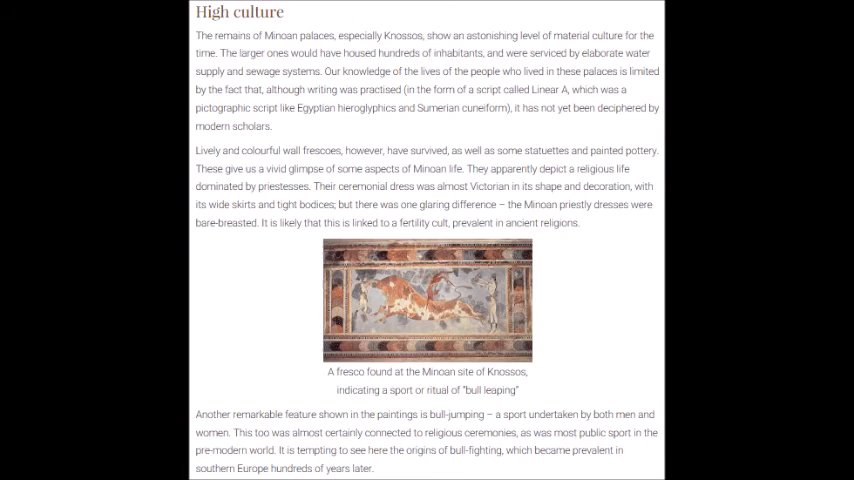 High culture
The remains of Minoan palaces, especially Knossos, show an astonishing level of material culture for the
time. The larger ones would have housed hundreds of inhabitants, and were serviced by elaborate water
supply and sewage systems. Our knowledge of the lives of the people who lived in these palaces is limited
by the fact that, although writing was practised (in the form of a script called Linear A, which was a
pictographic script like Egyptian hieroglyphics and Sumerian cuneiform), it has not yet been deciphered by
modern scholars.
Lively and colourful wall frescoes, however, have survived, as well as some statuettes and painted pottery.
These give us a vivid glimpse of some aspects of Minoan life. They apparently depict a religious life
dominated by priestesses. Their ceremonial dress was almost Victorian in its shape and decoration, with
its wide skirts and tight bodices; but there was one glaring difference – the Minoan priestly dresses were
bare-breasted. It is likely that this is linked to a fertility cult, prevalent in ancient religions.
A fresco found at the Minoan site of Knossos,
indicating a sport or ritual of "bull leaping"
Another remarkable feature shown in the paintings is bull-jumping – a sport undertaken by both men and
women. This too was almost certainly connected to religious ceremonies, as was most public sport in the
pre-modern world. It is tempting to see here the origins of bull-fighting, which became prevalent in
southern Europe hundreds of years later.